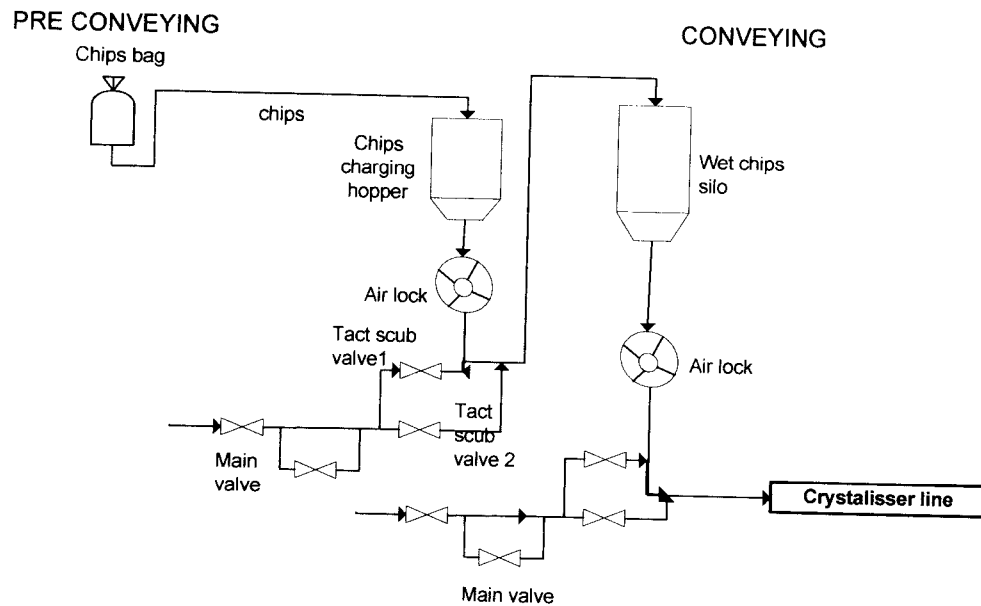 PRE CONVEYING
CONVEYING
Chips bag
chips
Chips
charging
hopper
Wet chips
silo
Air lock
Tact scub
valve1
Air lock
Tact
scub
valve 2
Main
valve
Crystalisser line
Main valve